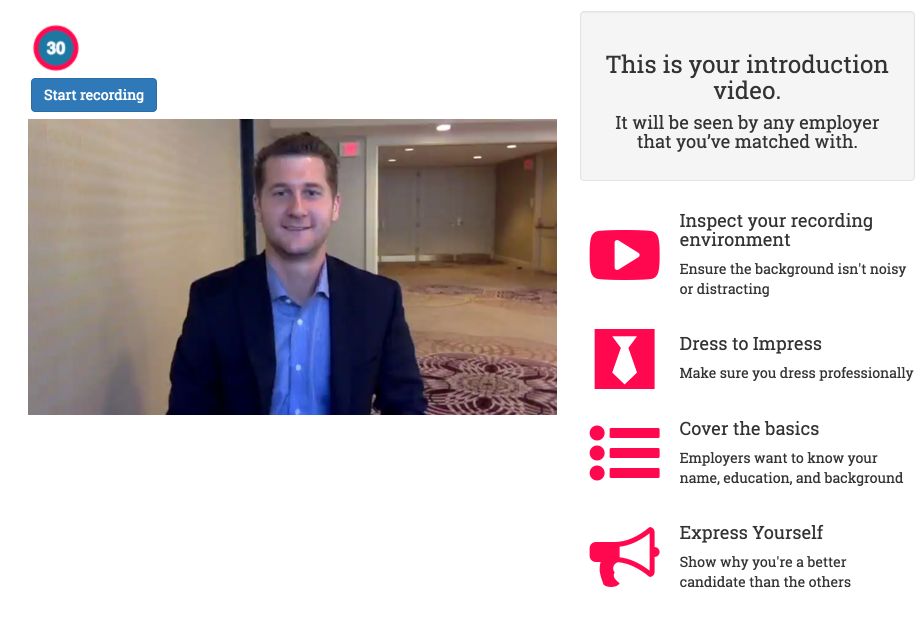 30
Start recording
This is your introduction
video.
It will be seen by any employer
that you’ve matched with.
Inspect your recording
environment
Ensure the background isn't noisy
or distracting
Dress to Impress
Make sure you dress professionally
Cover the basics
Employers want to know your
name, education, and background
Express Yourself
Show why you're a better
candidate than the others